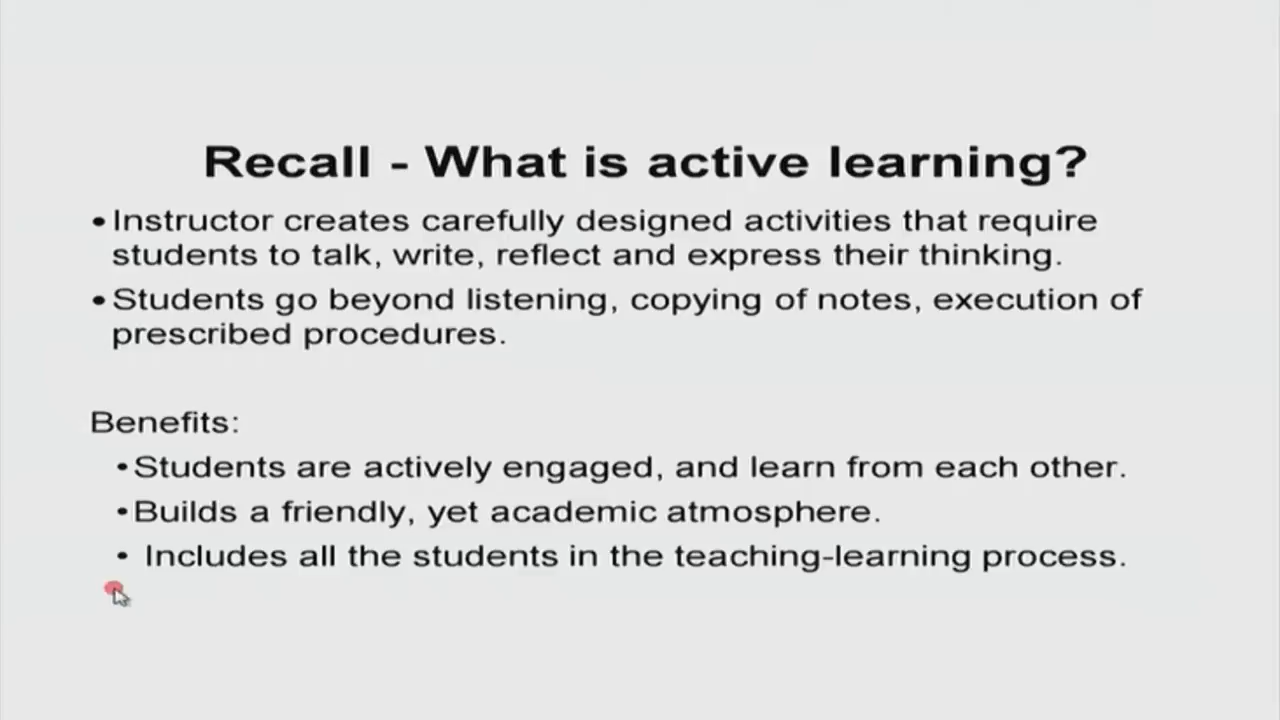 Recall - What is active learning?
•Instructor creates carefully designed activities that require
students to talk, write, reflect and express their thinking.
•Students go beyond listening, copying of notes, execution of
prescribed procedures.
Benefits:
•Students are actively engaged, and learn from each other.
•Builds a friendly, yet academic atmosphere.
• Includes all the students in the teaching-learning process.